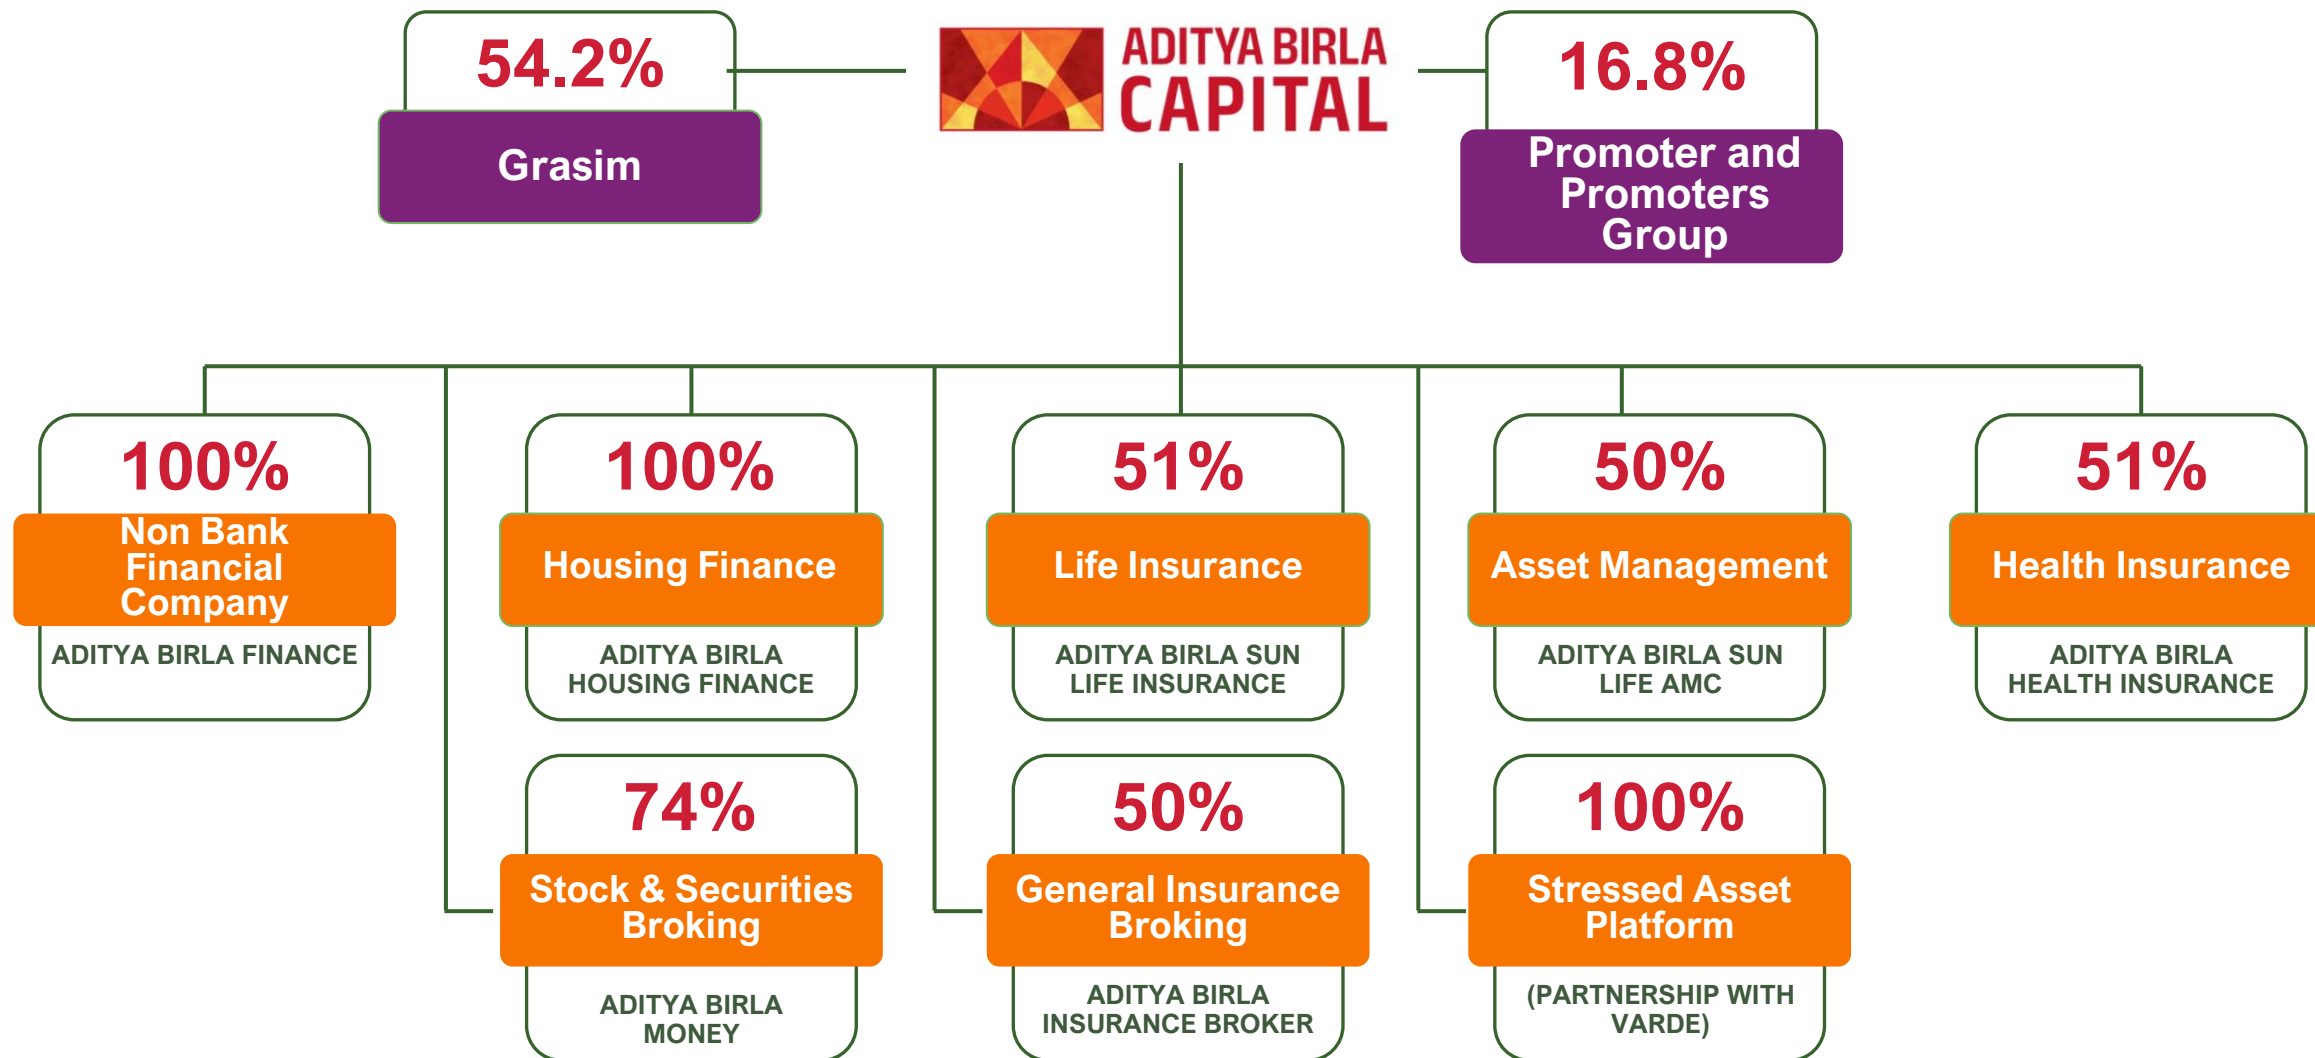 54.2%
Grasim
ADITYA BIRLA
CAPITAL
16.8%
Promoter and
Promoters
Group
100%
Non Bank
Financial
Company
ADITYA BIRLA FINANCE
100%
Housing Finance
ADITYA BIRLA
HOUSING FINANCE
51%
Life Insurance
ADITYA BIRLA SUN
LIFE INSURANCE
50%
Asset Management
ADITYA BIRLA SUN
LIFE AMC
51%
Health Insurance
ADITYA BIRLA
HEALTH INSURANCE
74%
Stock & Securities
Broking
ADITYA BIRLA
MONEY
50%
General Insurance
Broking
ADITYA BIRLA
INSURANCE BROKER
100%
Stressed Asset
Platform
(PARTNERSHIP WITH
VARDE)